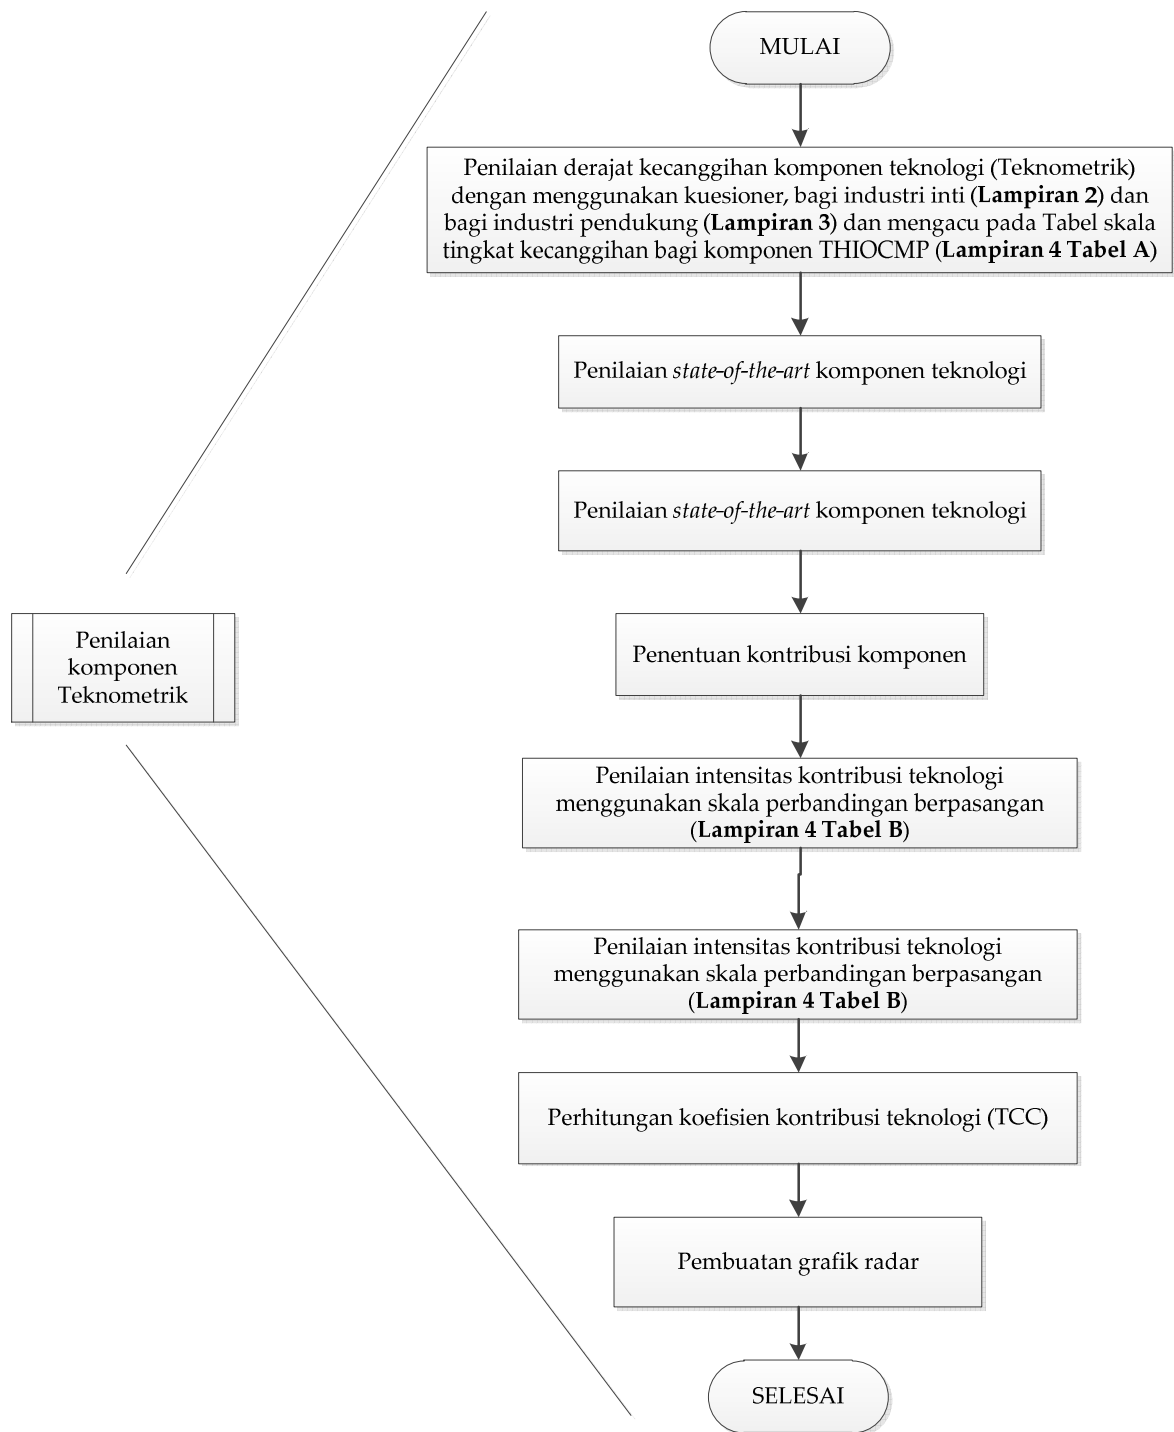 MULAI
Penilaian derajat kecanggihan komponen teknologi (Teknometrik)
dengan menggunakan kuesioner, bagi industri inti (Lampiran 2) dan
bagi industri pendukung (Lampiran 3) dan mengacu pada Tabel skala
tingkat kecanggihan bagi komponen THIOCMP (Lampiran 4 Tabel A)
Penilaian state-of-the-art komponen teknologi
Penilaian state-of-the-art komponen teknologi
Penentuan kontribusi komponen
Penilaian
komponen
Teknometrik
Penilaian intensitas kontribusi teknologi
menggunakan skala perbandingan berpasangan
(Lampiran 4 Tabel B)
Penilaian intensitas kontribusi teknologi
menggunakan skala perbandingan berpasangan
(Lampiran 4 Tabel B)
Perhitungan koefisien kontribusi teknologi (TCC)
Pembuatan grafik radar
SELESAI